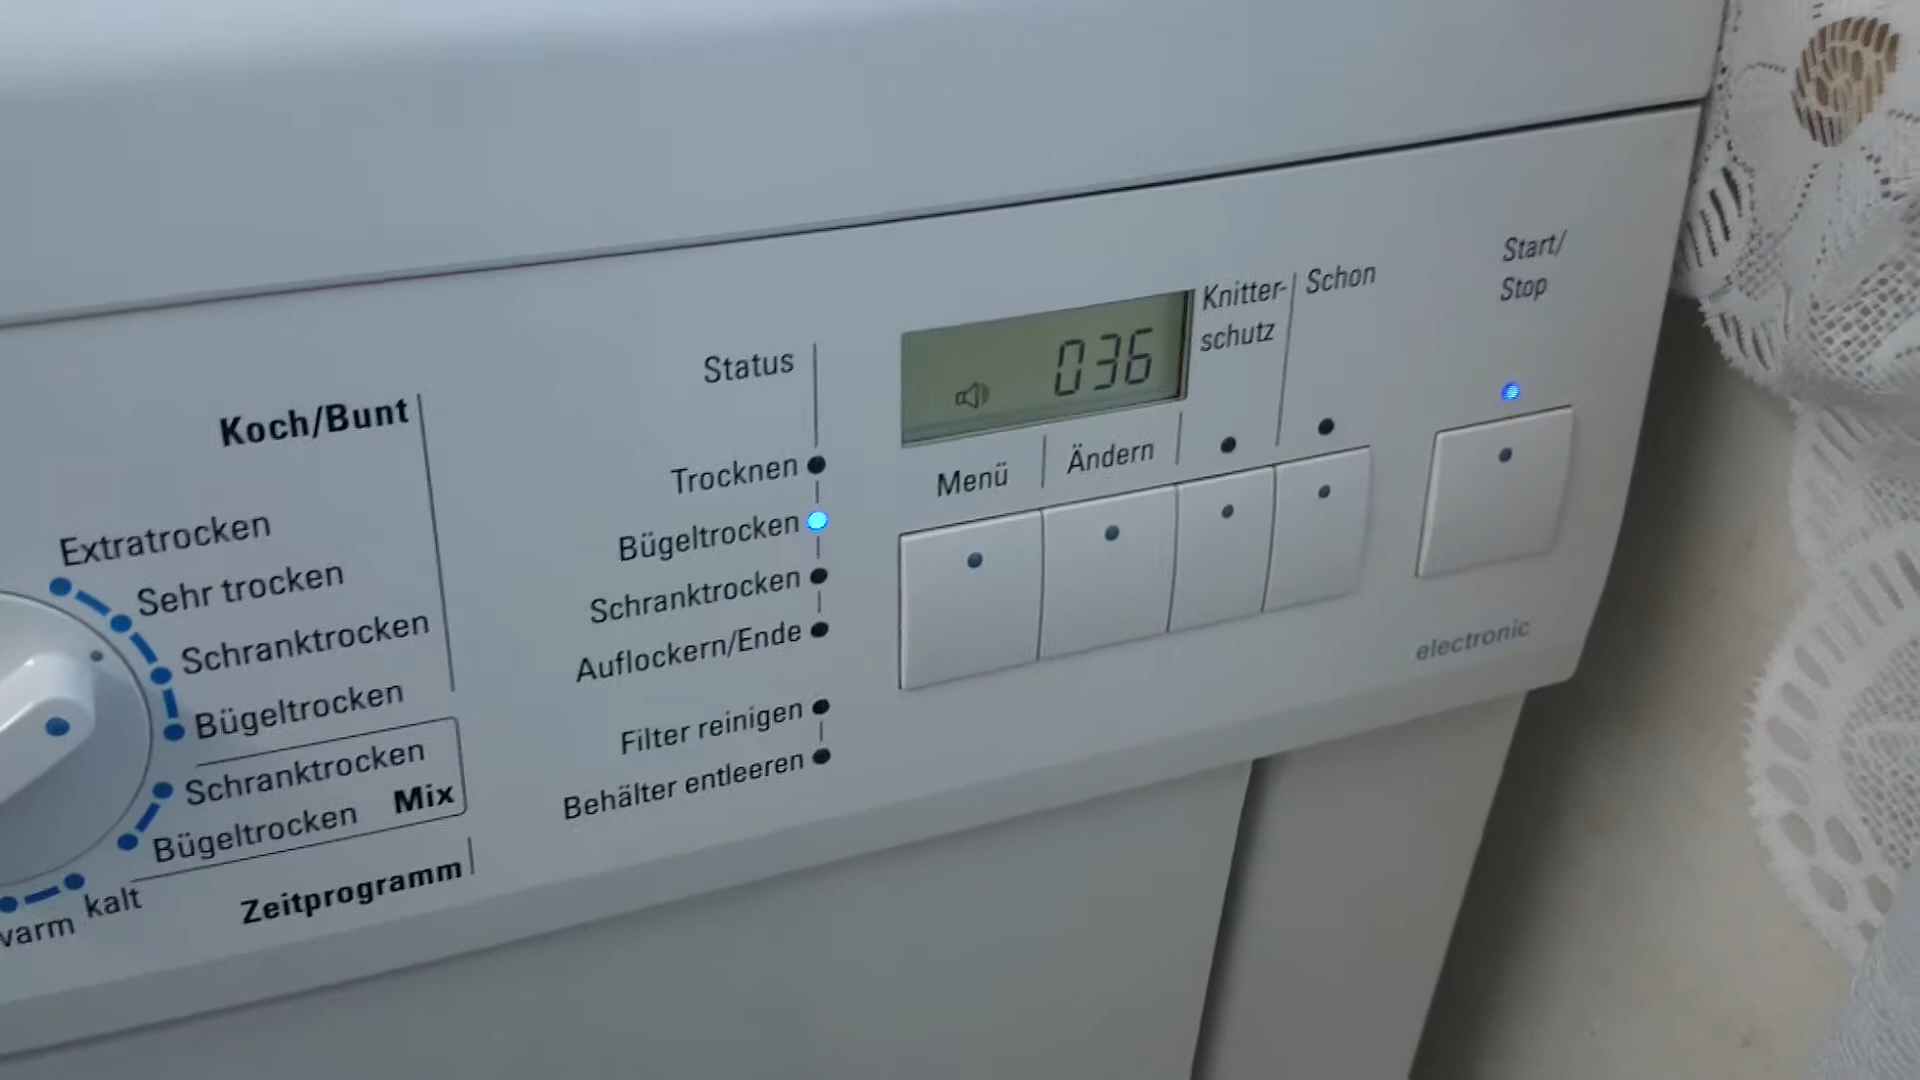 Koch/Bunt
Extratrocken
Sehr trocken
Schranktrocken
Bügeltrocken
Schranktrocken
Bügeltrocken Mix
kalt
varm
Zeitprogramm
Status
Trocknen
Bügeltrocken
Schranktrocken
Auflockern/Ende
Filter reinigen
Behälter entleeren
036
Menü
Ändern
Knitter-
schutz
Schon
Start/
Stop
electronic